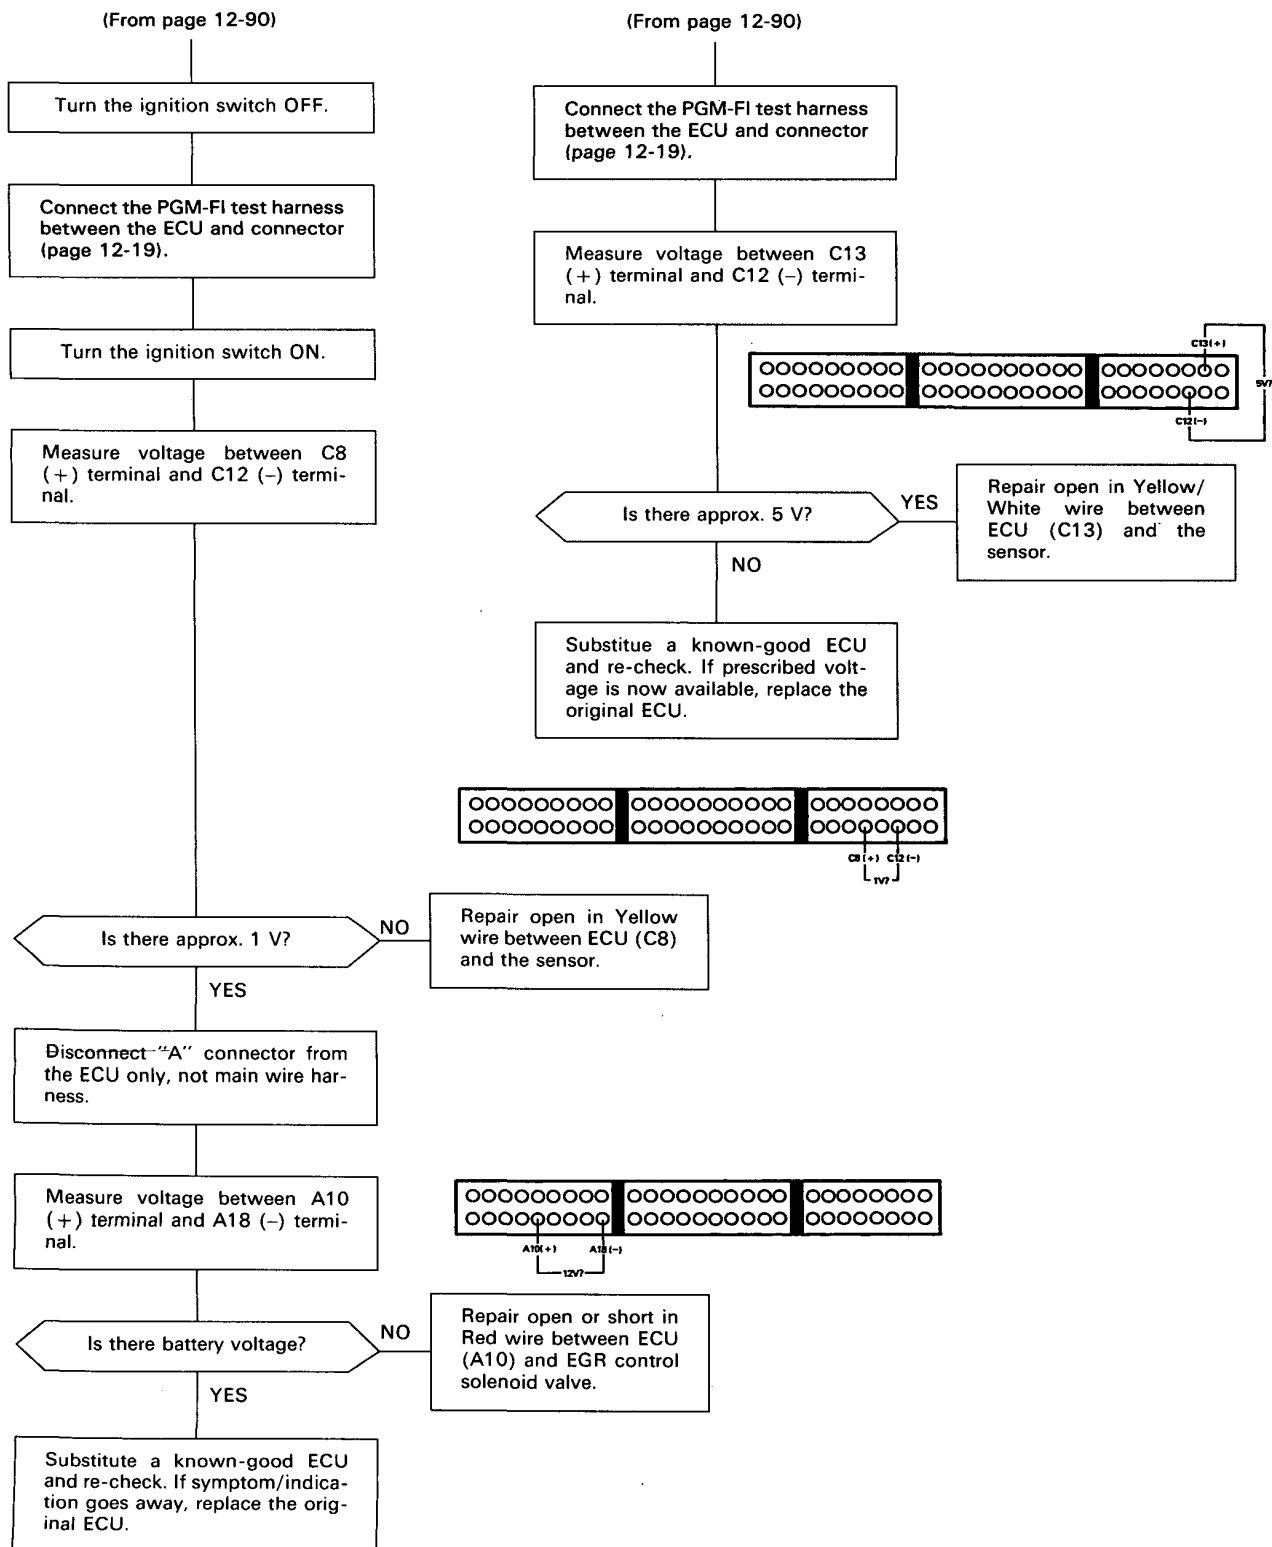 (From page 12-90)
Turn the ignition switch OFF.
Connect the PGM-FI test harness
between the ECU and connector
(page 12-19).
Turn the ignition switch ON.
Measure voltage between C8
(+) terminal and C12 (–) termi-
nal.
(From page 12-90)
Connect the PGM-FI test harness
between the ECU and connector
(page 12-19).
Measure voltage between C13
(+) terminal and C12 (–) termi-
nal.
C13(+)
5V?
C12(–)
Is there approx. 5 V?
YES
Repair open in Yellow/
White wire between
ECU (C13) and the
sensor.
NO
Substitue a known-good ECU
and re-check. If prescribed volt-
age is now available, replace the
original ECU.
C8(+) C12(–)
1V?
Is there approx. 1 V?
NO
Repair open in Yellow
wire between ECU (C8)
and the sensor.
YES
Disconnect "A" connector from
the ECU only, not main wire har-
ness.
Measure voltage between A10
(+) terminal and A18 (–) termi-
nal.
A10(+) A18(–)
12V?
Is there battery voltage?
NO
Repair open or short in
Red wire between ECU
(A10) and EGR control
solenoid valve.
YES
Substitute a known-good ECU
and re-check. If symptom/indica-
tion goes away, replace the orig-
inal ECU.